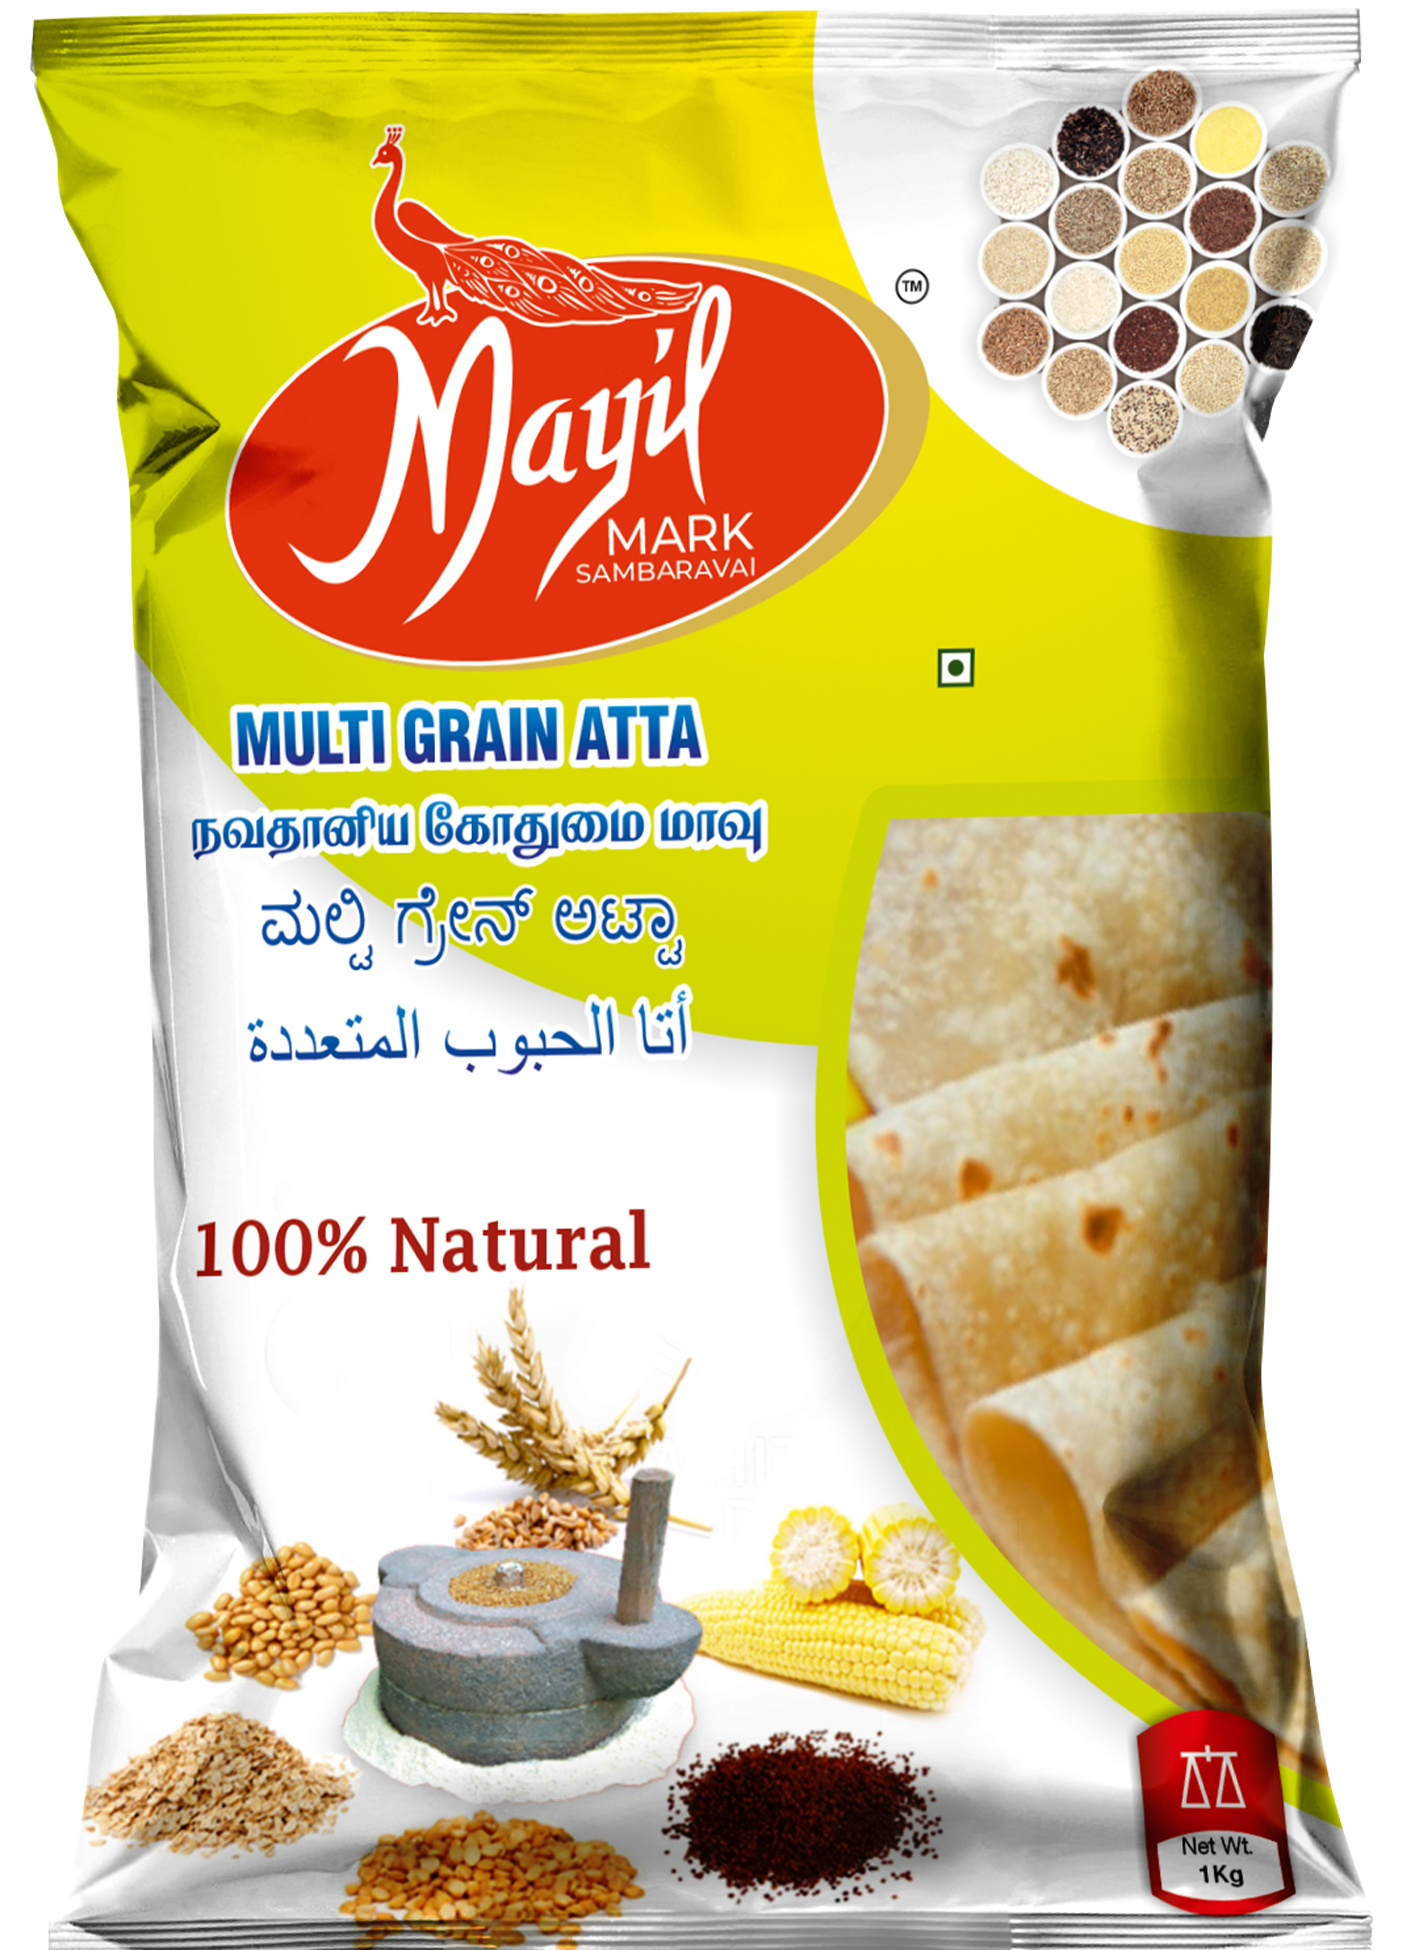 Mayil
TM
MARK
SAMBARAVAI
MULTI GRAIN ATTA
நவதானிய கோதுமை மாவு
ಮಲ್ಟಿ ಗ್ರೇನ್ ಅಟ್ಟಾ
أتا الحبوب المتعددة
100% Natural
Net Wt.
1Kg